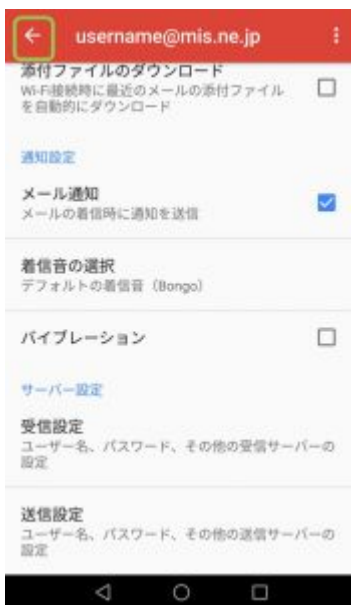 username@mis.ne.jp
添付ファイルのダウンロード
Wi-Fi接続時に最近のメールの添付ファイル
を自動的にダウンロード
通知設定
メール通知
メールの着信時に通知を送信
着信音の選択
デフォルトの着信音（Bongo）
バイブレーション
サーバー設定
受信設定
ユーザー名、パスワード、その他の受信サーバーの
設定
送信設定
ユーザー名、パスワード、その他の送信サーバーの
設定